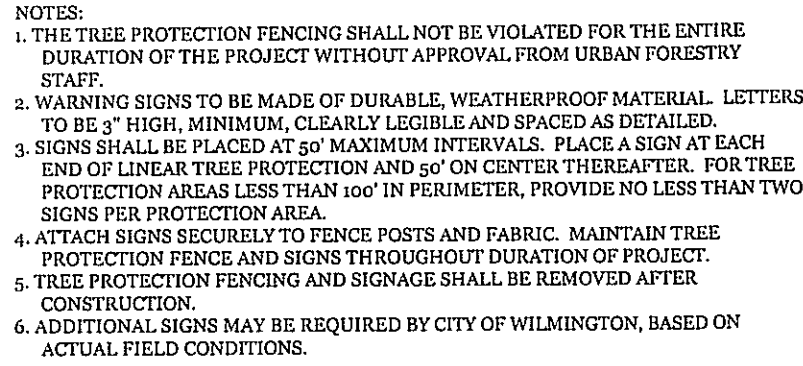 NOTES:
1. THE TREE PROTECTION FENCING SHALL NOT BE VIOLATED FOR THE ENTIRE
DURATION OF THE PROJECT WITHOUT APPROVAL FROM URBAN FORESTRY
STAFF.
2. WARNING SIGNS TO BE MADE OF DURABLE, WEATHERPROOF MATERIAL. LETTERS
TO BE 3" HIGH, MINIMUM, CLEARLY LEGIBLE AND SPACED AS DETAILED.
3. SIGNS SHALL BE PLACED AT 50' MAXIMUM INTERVALS. PLACE A SIGN AT EACH
END OF LINEAR TREE PROTECTION AND 50' ON CENTER THEREAFTER. FOR TREE
PROTECTION AREAS LESS THAN 100' IN PERIMETER, PROVIDE NO LESS THAN TWO
SIGNS PER PROTECTION AREA.
4. ATTACH SIGNS SECURELY TO FENCE POSTS AND FABRIC. MAINTAIN TREE
PROTECTION FENCE AND SIGNS THROUGHOUT DURATION OF PROJECT.
5. TREE PROTECTION FENCING AND SIGNAGE SHALL BE REMOVED AFTER
CONSTRUCTION.
6. ADDITIONAL SIGNS MAY BE REQUIRED BY CITY OF WILMINGTON, BASED ON
ACTUAL FIELD CONDITIONS.